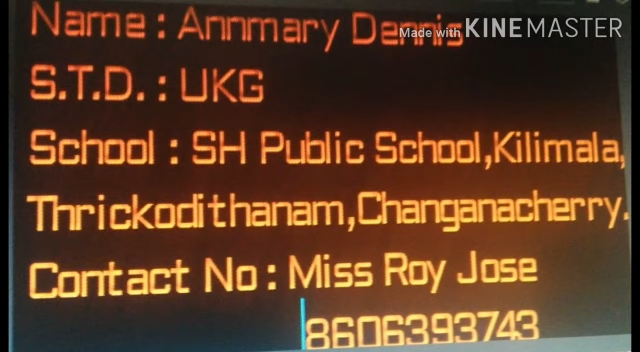 Name : Annmary Dennis
Made with KINEMASTER
S.T.D. : UKG
School : SH Public School,Kilimala,
Thrickodithanam,Changanacherry.
Contact No : Miss Roy Jose
8606393743